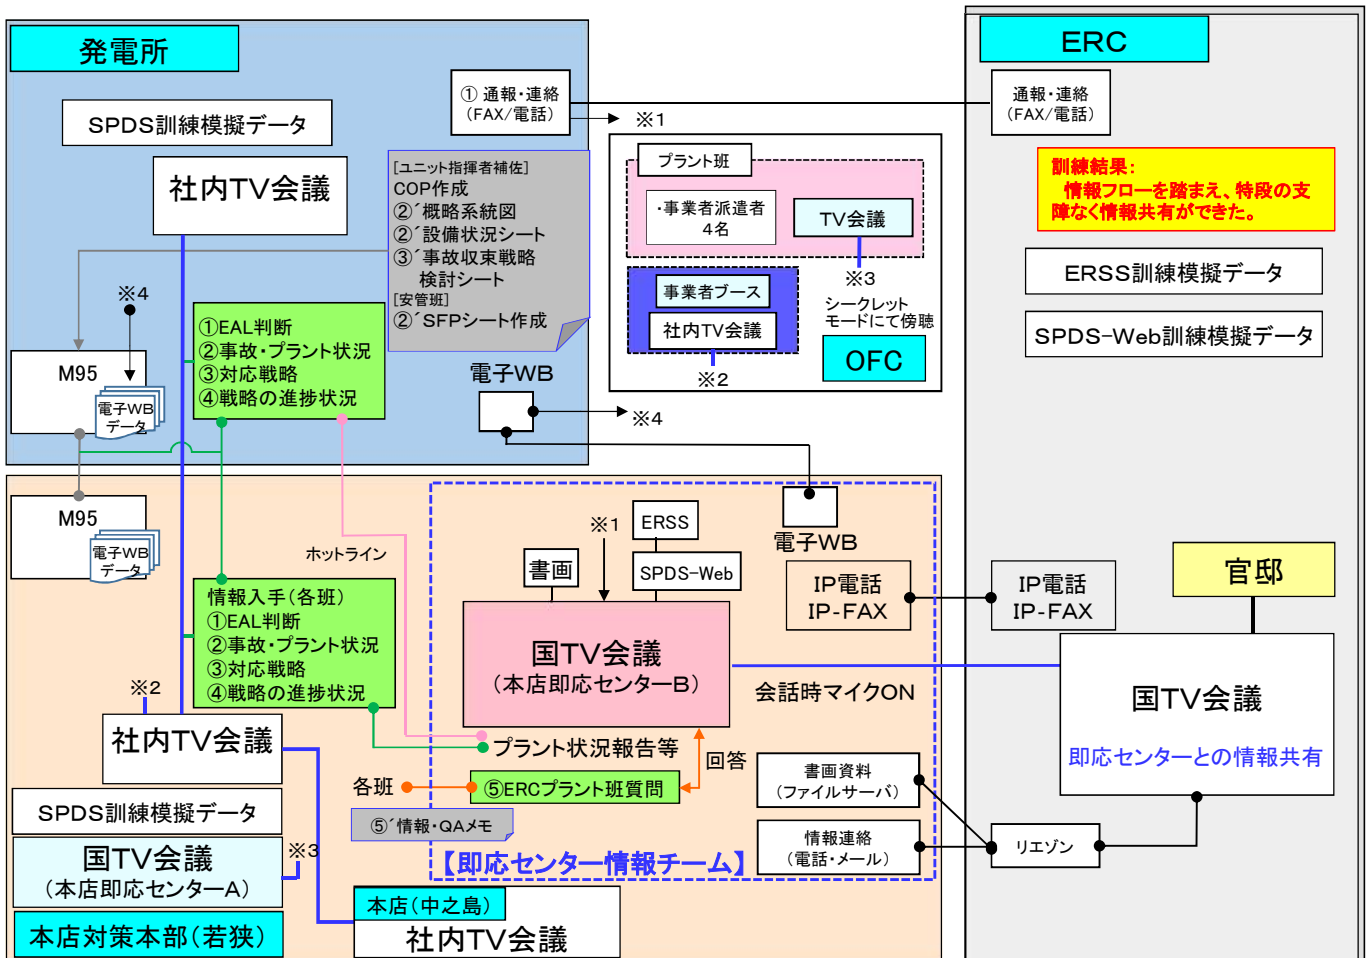 発電所
SPDS訓練模擬データ
社内TV会議
① 通報・連絡
(FAX/電話)
※1
[ユニット指揮者補佐]
COP作成
②´概略系統図
②´設備状況シート
③´事故収束戦略
検討シート
[安管班]
②´SFPシート作成
※4
①EAL判断
②事故・プラント状況
③対応戦略
④戦略の進捗状況
M95
電子WB
データ
電子WB
※4
プラント班
・事業者派遣者
4名
TV会議
※3
シークレット
モードにて傍聴
事業者ブース
社内TV会議
※2
OFC
ERC
通報・連絡
(FAX/電話)
訓練結果:
情報フローを踏まえ、特段の支
障なく情報共有ができた。
ERSS訓練模擬データ
SPDS-Web訓練模擬データ
M95
電子WB
データ
ホットライン
情報入手(各班)
①EAL判断
②事故・プラント状況
③対応戦略
④戦略の進捗状況
※2
社内TV会議
SPDS訓練模擬データ
国TV会議
(本店即応センターA)
※3
本店対策本部(若狭)
本店(中之島)
社内TV会議
書画
※1
ERSS
SPDS-Web
電子WB
国TV会議
(本店即応センターB)
会話時マイクON
プラント状況報告等
回答
各班
⑤ERCプラント班質問
⑤´情報・QAメモ
【即応センター情報チーム】
IP電話
IP-FAX
書画資料
(ファイルサーバ)
情報連絡
(電話・メール)
IP電話
IP-FAX
官邸
国TV会議
即応センターとの情報共有
リエゾン